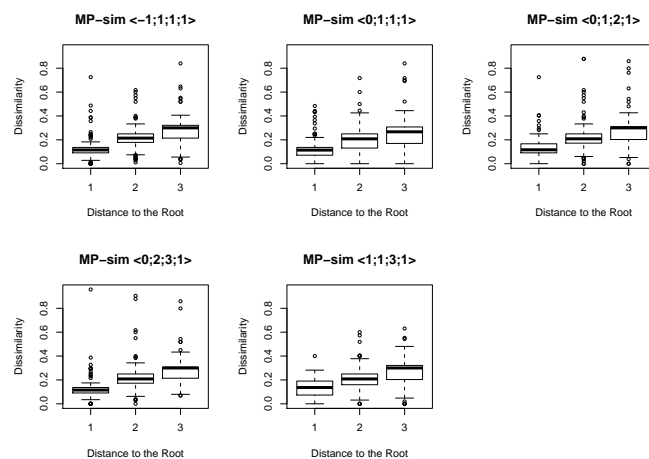 MP−sim <−1;1;1;1>
MP−sim <0;1;1;1>
MP−sim <0;1;2;1>
Dissimilarity
0.0 0.2 0.4 0.6 0.8
1 2 3
Distance to the Root
Dissimilarity
0.0 0.2 0.4 0.6 0.8
1 2 3
Distance to the Root
Dissimilarity
0.0 0.2 0.4 0.6 0.8
1 2 3
Distance to the Root
MP−sim <0;2;3;1>
MP−sim <1;1;3;1>
Dissimilarity
0.0 0.2 0.4 0.6 0.8
1 2 3
Distance to the Root
Dissimilarity
0.0 0.2 0.4 0.6 0.8
1 2 3
Distance to the Root